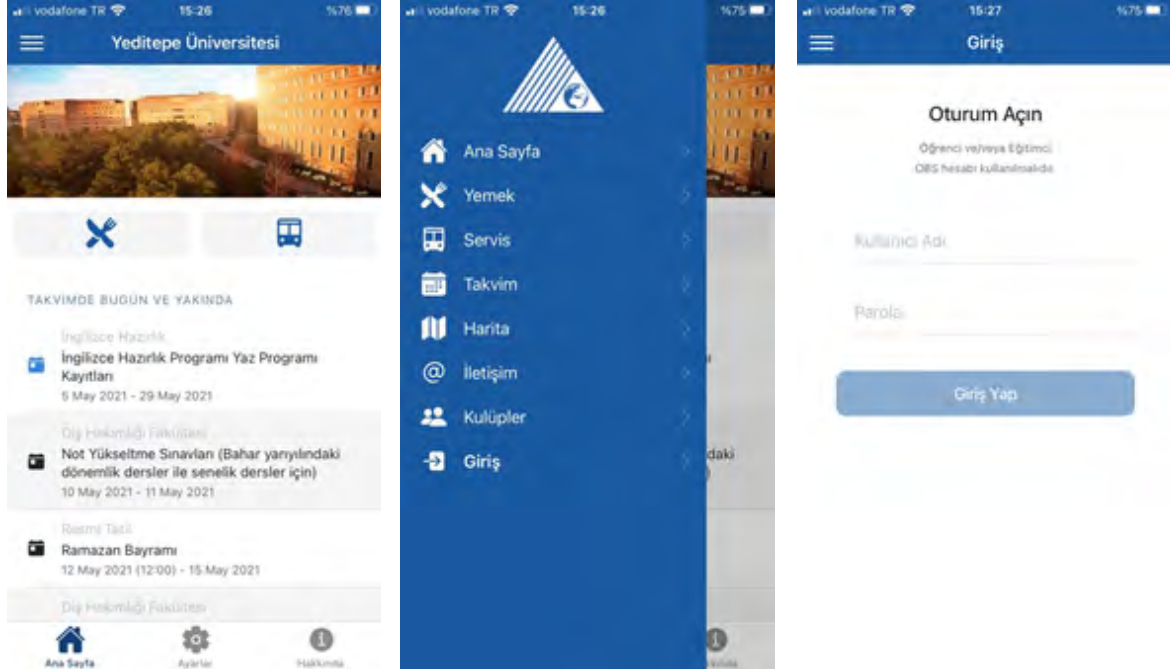 vodafone TR 15:26 %76
Yeditepe Üniversitesi
TAKVİMDE BUGÜN VE YAKINDA
İngilizce Hazırlık
İngilizce Hazırlık Programı Yaz Programı
Kayıtları
5 May 2021 - 29 May 2021
Diş Hekimliği Fakültesi
Not Yükseltme Sınavları (Bahar yarıyılındaki
dönemlik dersler ile senelik dersler için)
10 May 2021 - 11 May 2021
Resmi Tatil
Ramazan Bayramı
12 May 2021 (12:00) - 15 May 2021
Diş Hekimliği Fakültesi
Ana Sayfa
Ayarlar
Hakkında
vodafone TR 15:26 %75
Ana Sayfa
Yemek
Servis
Takvim
Harita
İletişim
Kulüpler
Giriş
daki
)
vodafone TR 15:27 %75
Giriş
Oturum Açın
Öğrenci ve/veya Eğitimci
OBS hesabı kullanılmalıdır
Kullanıcı Adı
Parola
Giriş Yap